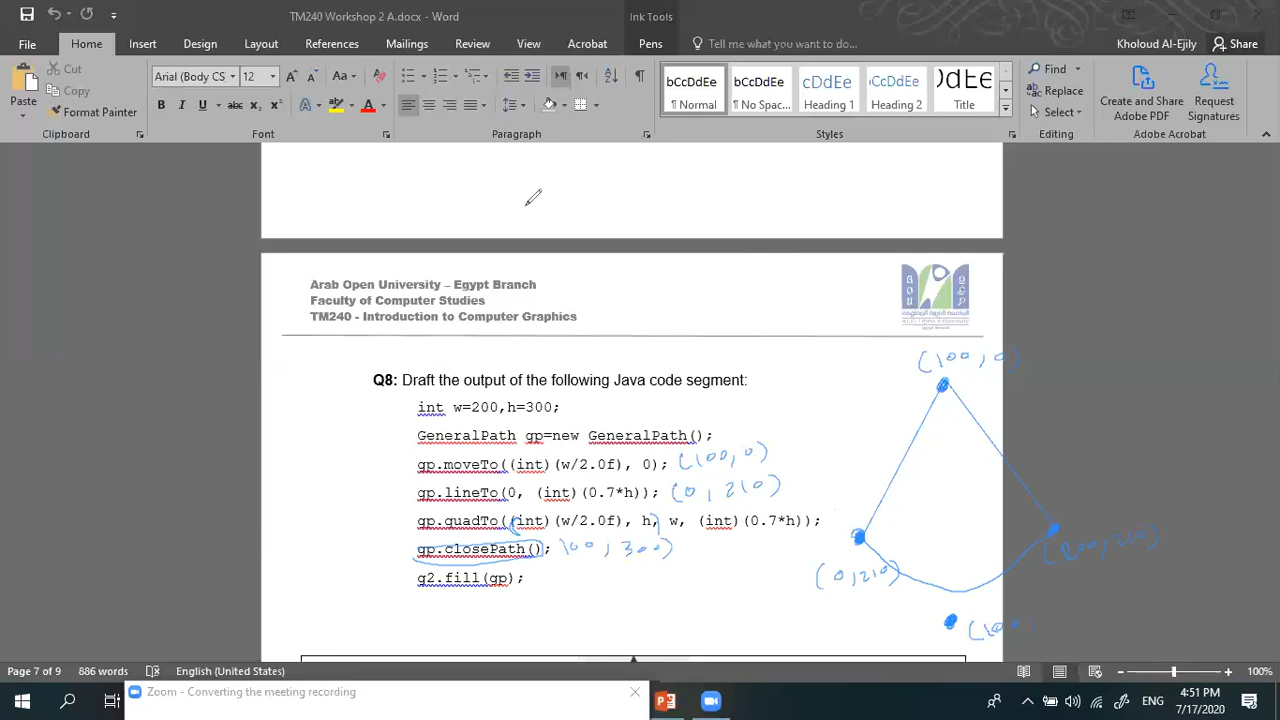 TM240 Workshop 2 A.docx - Word
Ink Tools
File
Home
Insert
Design
Layout
References
Mailings
Review
View
Acrobat
Pens
Tell me what you want to do...
Kholoud Al-Ejily
Share
Paste
Cut
Copy
Format Painter
Clipboard
Arial (Body CS)
12
Font
Paragraph
bCcDdEe
¶ Normal
bCcDdEe
¶ No Spac...
cDdEe
Heading 1
cCcDdEe
Heading 2
DdEe
Title
Styles
Find
Replace
Select
Editing
Create and Share
Adobe PDF
Request
Signatures
Adobe Acrobat
Arab Open University – Egypt Branch
Faculty of Computer Studies
TM240 - Introduction to Computer Graphics
Q8: Draft the output of the following Java code segment:
int w=200,h=300;
GeneralPath gp=new GeneralPath();
gp.moveTo((int)(w/2.0f), 0); (100,0)
gp.lineTo(0, (int)(0.7*h)); (0,210)
gp.quadTo((int)(w/2.0f), h, w, (int)(0.7*h));
gp.closePath(); 100,300)
g2.fill(gp);
(100,0)
(200,210)
(0,210)
(100
Page 7 of 9
886 words
English (United States)
100%
Zoom - Converting the meeting recording
ENG
4:51 PM
7/17/2020